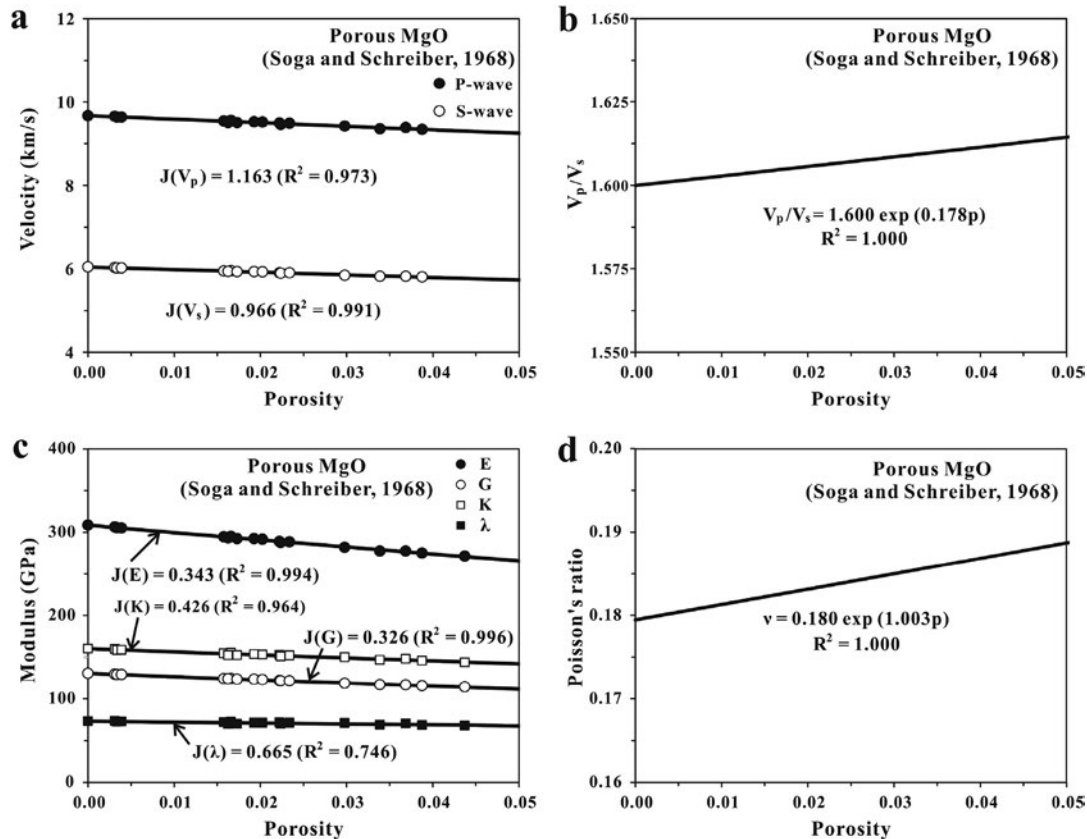 a
12
10
8
6
4
Velocity (km/s)
Porous MgO
(Soga and Schreiber, 1968)
P-wave
S-wave
J(Vₚ) = 1.163 (R² = 0.973)
J(Vₛ) = 0.966 (R² = 0.991)
0.00 0.01 0.02 0.03 0.04 0.05
Porosity
b
1.650
1.625
1.600
1.575
1.550
Vₚ/Vₛ
Porous MgO
(Soga and Schreiber, 1968)
Vₚ/Vₛ = 1.600 exp (0.178p)
R² = 1.000
0.00 0.01 0.02 0.03 0.04 0.05
Porosity
c
400
300
200
100
0
Modulus (GPa)
Porous MgO
(Soga and Schreiber, 1968)
E
G
K
λ
J(E) = 0.343 (R² = 0.994)
J(K) = 0.426 (R² = 0.964)
J(G) = 0.326 (R² = 0.996)
J(λ) = 0.665 (R² = 0.746)
0.00 0.01 0.02 0.03 0.04 0.05
Porosity
d
0.20
0.19
0.18
0.17
0.16
Poisson's ratio
Porous MgO
(Soga and Schreiber, 1968)
ν = 0.180 exp (1.003p)
R² = 1.000
0.00 0.01 0.02 0.03 0.04 0.05
Porosity